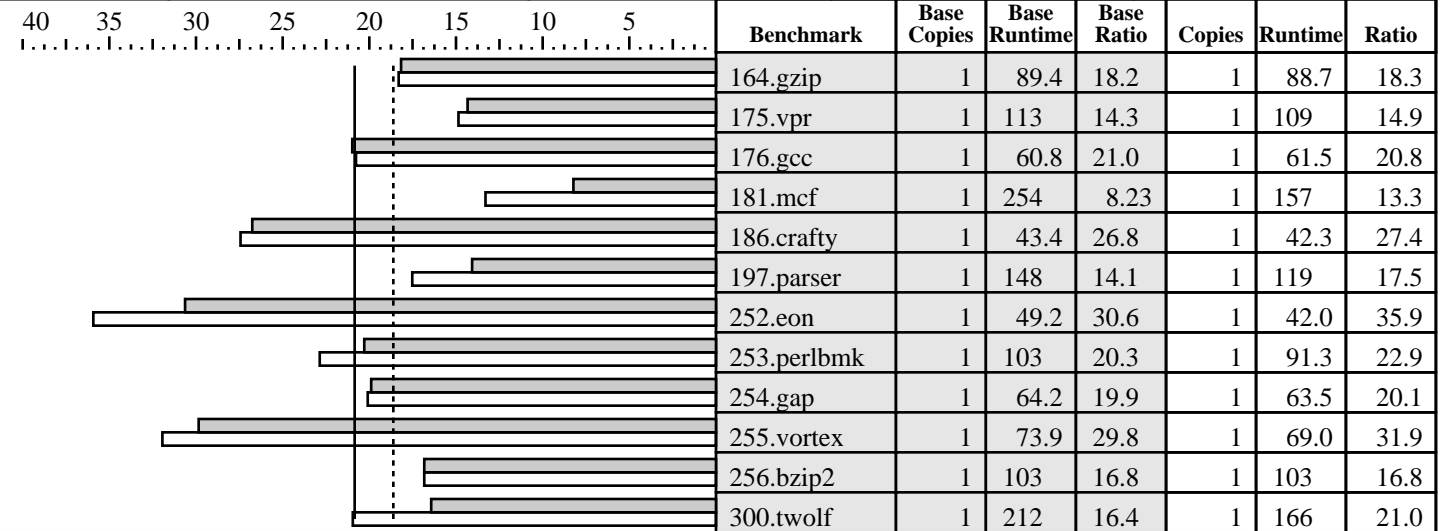 40 35 30 25 20 15 10 5
Benchmark Base Copies Base Runtime Base Ratio Copies Runtime Ratio
164.gzip 1 89.4 18.2 1 88.7 18.3
175.vpr 1 113 14.3 1 109 14.9
176.gcc 1 60.8 21.0 1 61.5 20.8
181.mcf 1 254 8.23 1 157 13.3
186.crafty 1 43.4 26.8 1 42.3 27.4
197.parser 1 148 14.1 1 119 17.5
252.eon 1 49.2 30.6 1 42.0 35.9
253.perlbmk 1 103 20.3 1 91.3 22.9
254.gap 1 64.2 19.9 1 63.5 20.1
255.vortex 1 73.9 29.8 1 69.0 31.9
256.bzip2 1 103 16.8 1 103 16.8
300.twolf 1 212 16.4 1 166 21.0